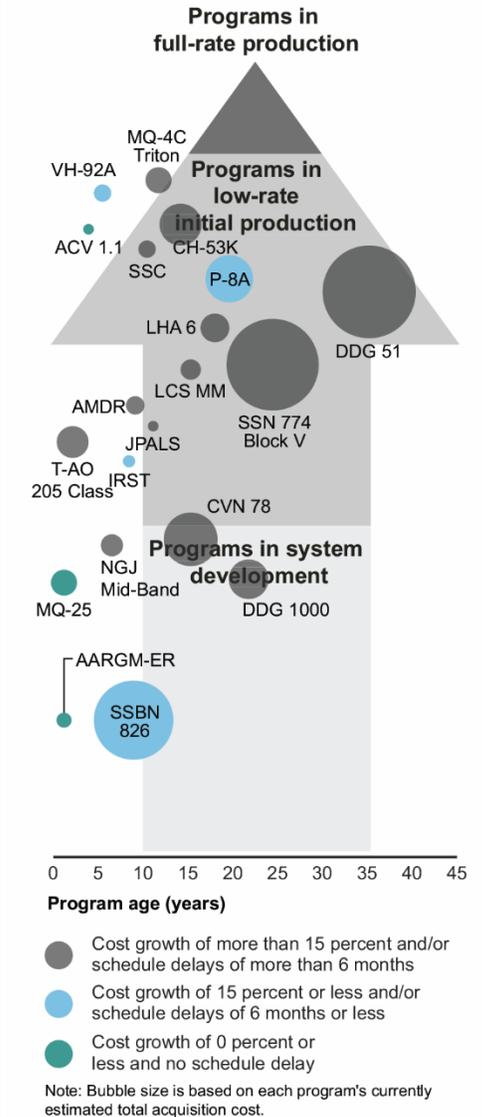 Programs in
full-rate production
MQ-4C
Triton
VH-92A
Programs in
low-rate
initial production
ACV 1.1
CH-53K
SSC
P-8A
LHA 6
DDG 51
LCS MM
AMDR
SSN 774
Block V
JPALS
T-AO
205 Class
IRST
CVN 78
Programs in system
development
NGJ
Mid-Band
MQ-25
DDG 1000
AARGM-ER
SSBN
826
0 5 10 15 20 25 30 35 40 45
Program age (years)
Cost growth of more than 15 percent and/or
schedule delays of more than 6 months
Cost growth of 15 percent or less and/or
schedule delays of 6 months or less
Cost growth of 0 percent or
less and no schedule delay
Note: Bubble size is based on each program's currently
estimated total acquisition cost.